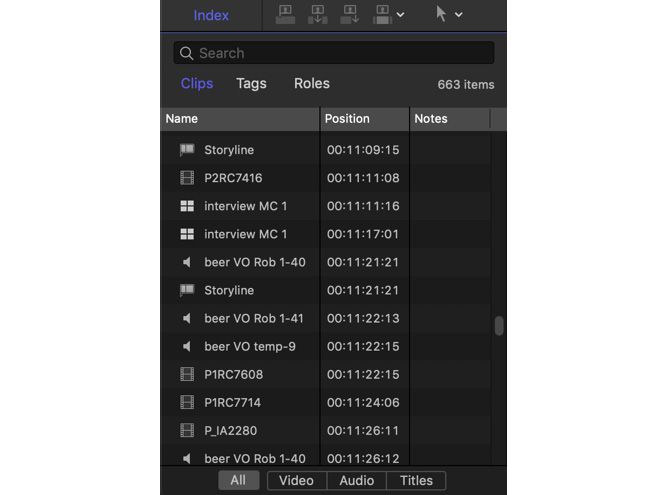 Index
Search
Clips Tags Roles 663 items
Name Position Notes
Storyline 00:11:09:15
P2RC7416 00:11:11:08
interview MC 1 00:11:11:16
interview MC 1 00:11:17:01
beer VO Rob 1-40 00:11:21:21
Storyline 00:11:21:21
beer VO Rob 1-41 00:11:22:13
beer VO temp-9 00:11:22:15
P1RC7608 00:11:22:15
P1RC7714 00:11:24:06
P_IA2280 00:11:26:11
beer VO Rob 1-40 00:11:26:12
All Video Audio Titles